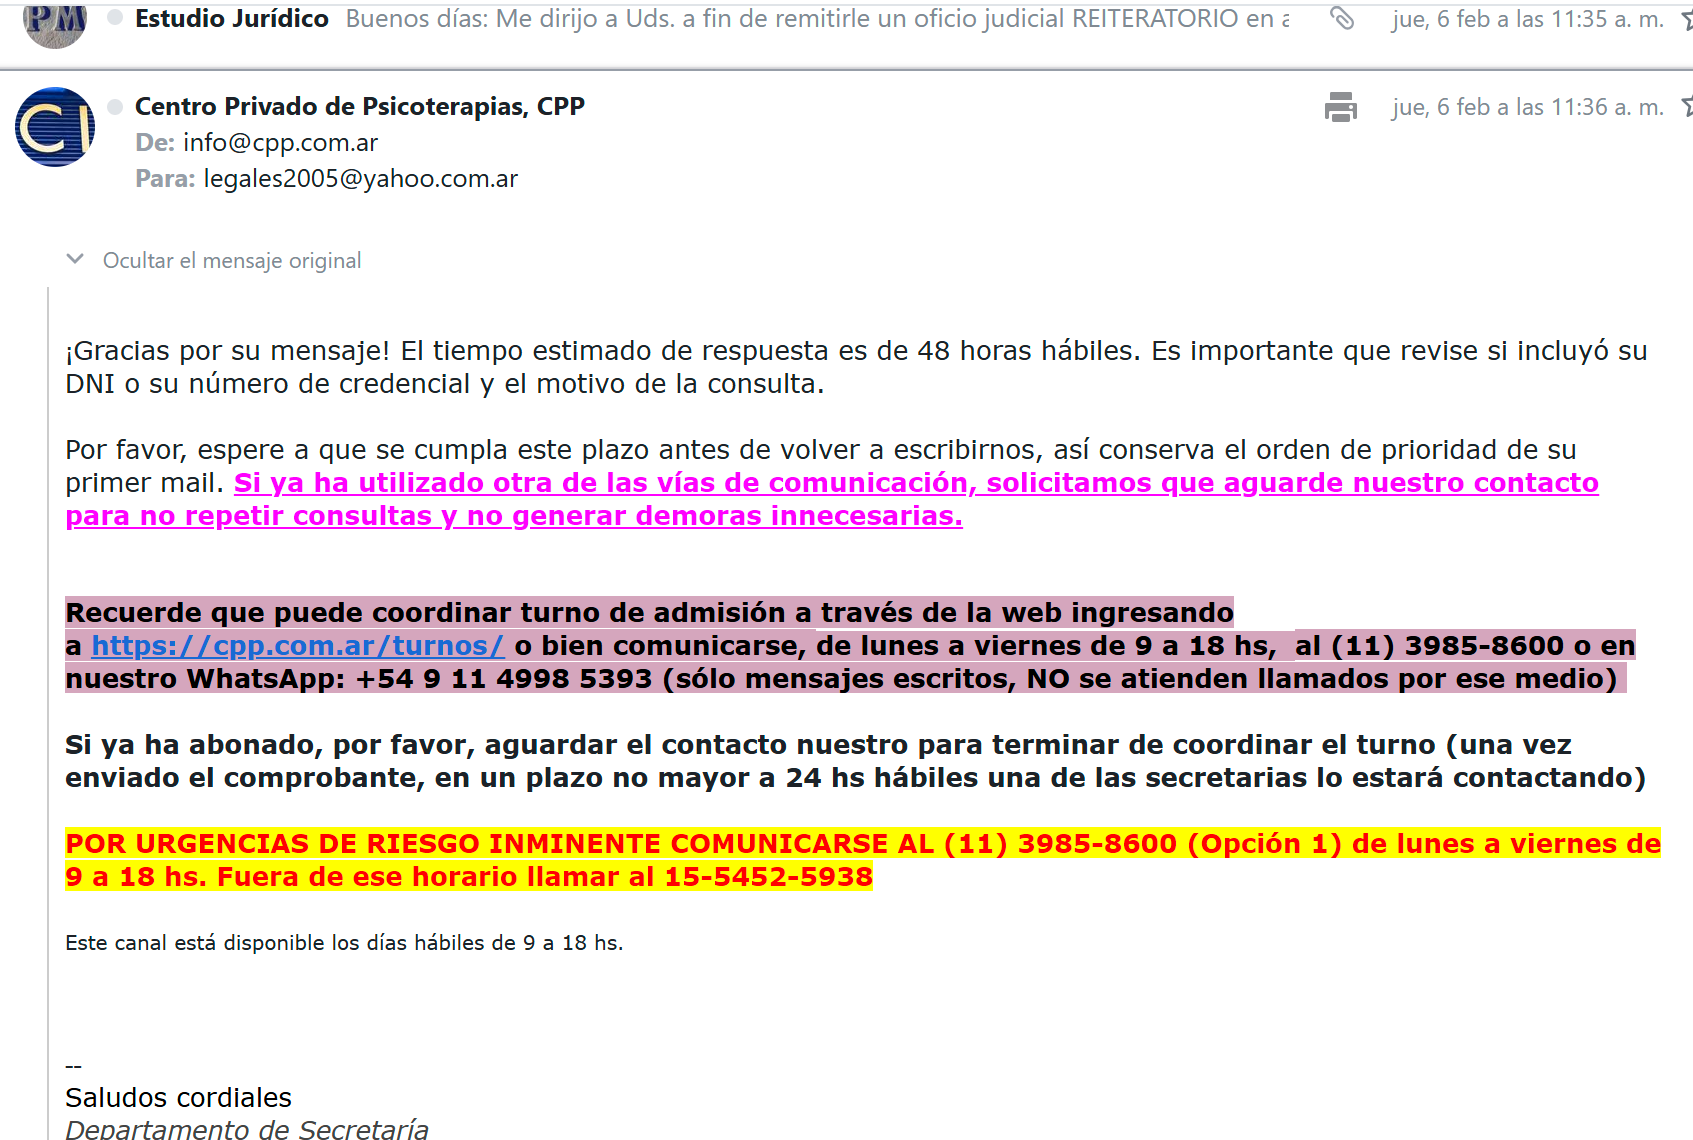 PM
Estudio Jurídico Buenos días: Me dirijo a Uds. a fin de remitirle un oficio judicial REITERATORIO en a jue, 6 feb a las 11:35 a. m.
CI
Centro Privado de Psicoterapias, CPP jue, 6 feb a las 11:36 a. m.
De: info@cpp.com.ar
Para: legales2005@yahoo.com.ar
Ocultar el mensaje original
¡Gracias por su mensaje! El tiempo estimado de respuesta es de 48 horas hábiles. Es importante que revise si incluyó su
DNI o su número de credencial y el motivo de la consulta.
Por favor, espere a que se cumpla este plazo antes de volver a escribirnos, así conserva el orden de prioridad de su
primer mail. Si ya ha utilizado otra de las vías de comunicación, solicitamos que aguarde nuestro contacto
para no repetir consultas y no generar demoras innecesarias.
Recuerde que puede coordinar turno de admisión a través de la web ingresando
a https://cpp.com.ar/turnos/ o bien comunicarse, de lunes a viernes de 9 a 18 hs, al (11) 3985-8600 o en
nuestro WhatsApp: +54 9 11 4998 5393 (sólo mensajes escritos, NO se atienden llamados por ese medio)
Si ya ha abonado, por favor, aguardar el contacto nuestro para terminar de coordinar el turno (una vez
enviado el comprobante, en un plazo no mayor a 24 hs hábiles una de las secretarias lo estará contactando)
POR URGENCIAS DE RIESGO INMINENTE COMUNICARSE AL (11) 3985-8600 (Opción 1) de lunes a viernes de
9 a 18 hs. Fuera de ese horario llamar al 15-5452-5938
Este canal está disponible los días hábiles de 9 a 18 hs.
--
Saludos cordiales
Departamento de Secretaría